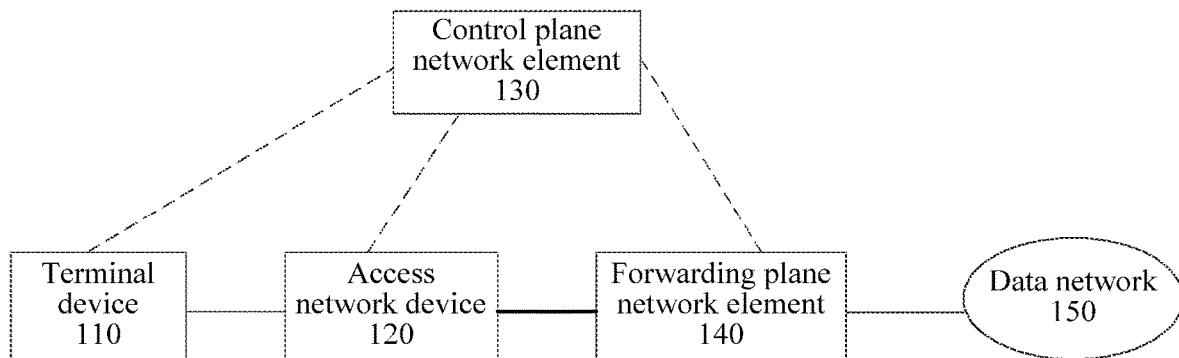 Control plane
network element
130
Terminal
device
110
Access
network device
120
Forwarding plane
network element
140
Data network
150